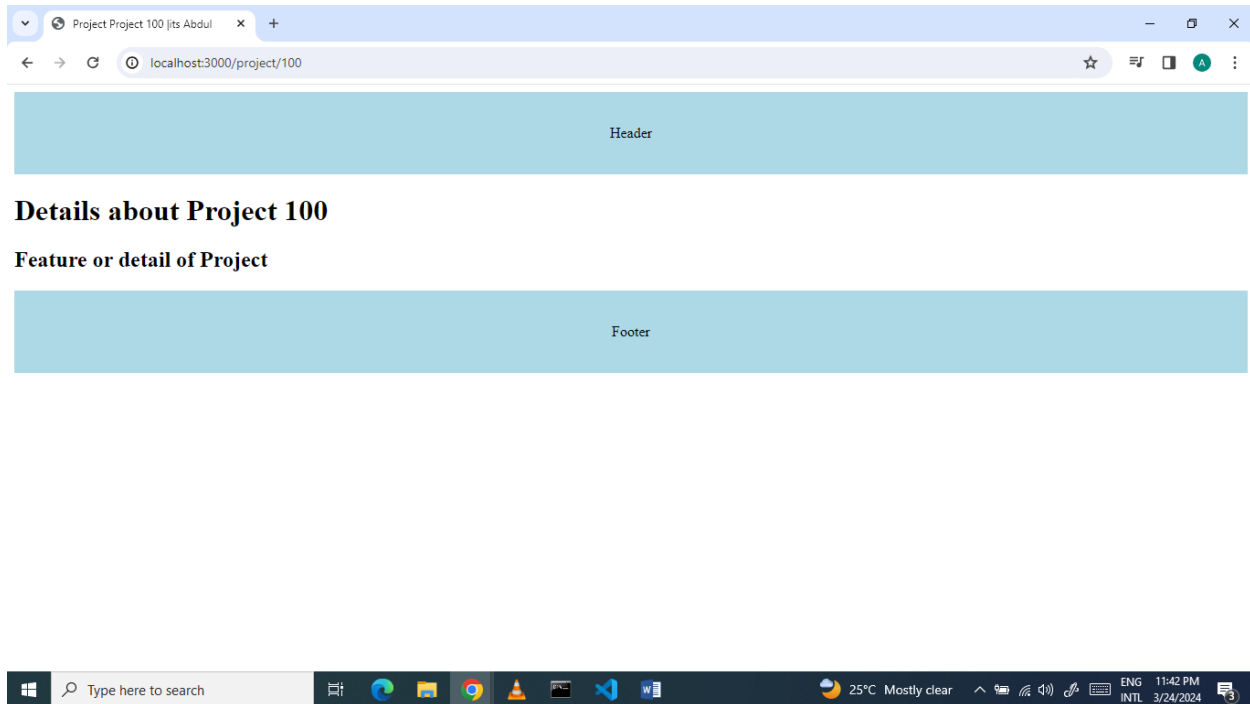 Project Project 100 |its Abdul
localhost:3000/project/100
A
Header
Details about Project 100
Feature or detail of Project
Footer
Type here to search
25°C Mostly clear
ENG
INTL
11:42 PM
3/24/2024
3